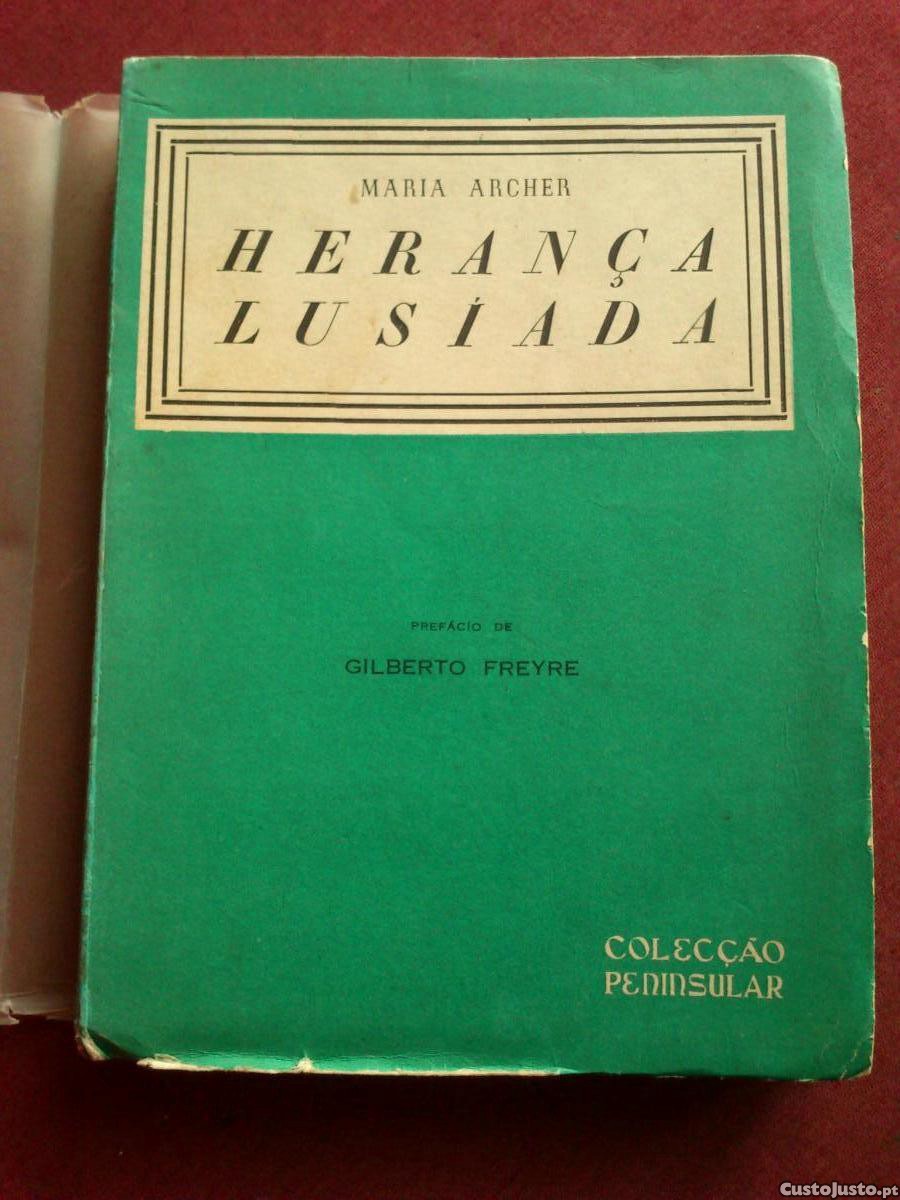 MARIA ARCHER
HERANÇA
LUSÍADA
PREFÁCIO DE
GILBERTO FREYRE
COLECÇÃO
PENINSULAR
CustoJusto.pt